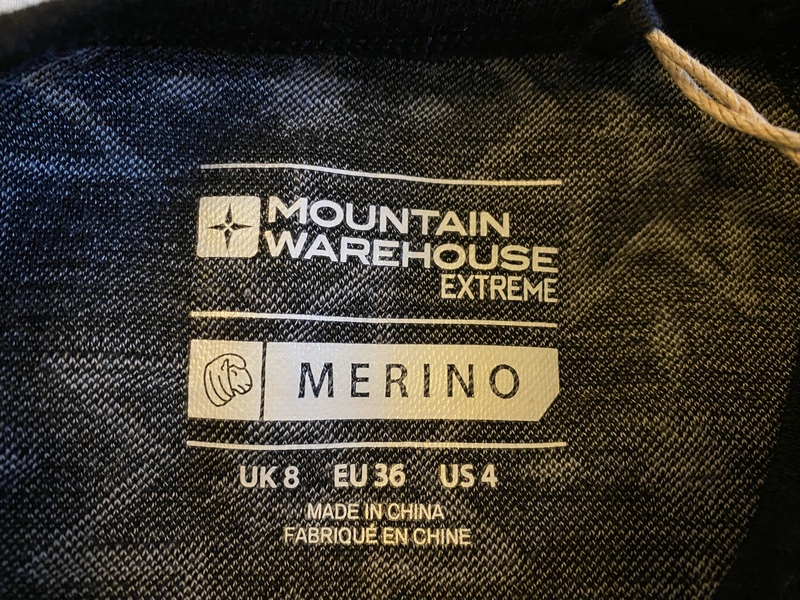 MOUNTAIN
WAREHOUSE
EXTREME
MERINO
UK 8 EU 36 US 4
MADE IN CHINA
FABRIQUÉ EN CHINE